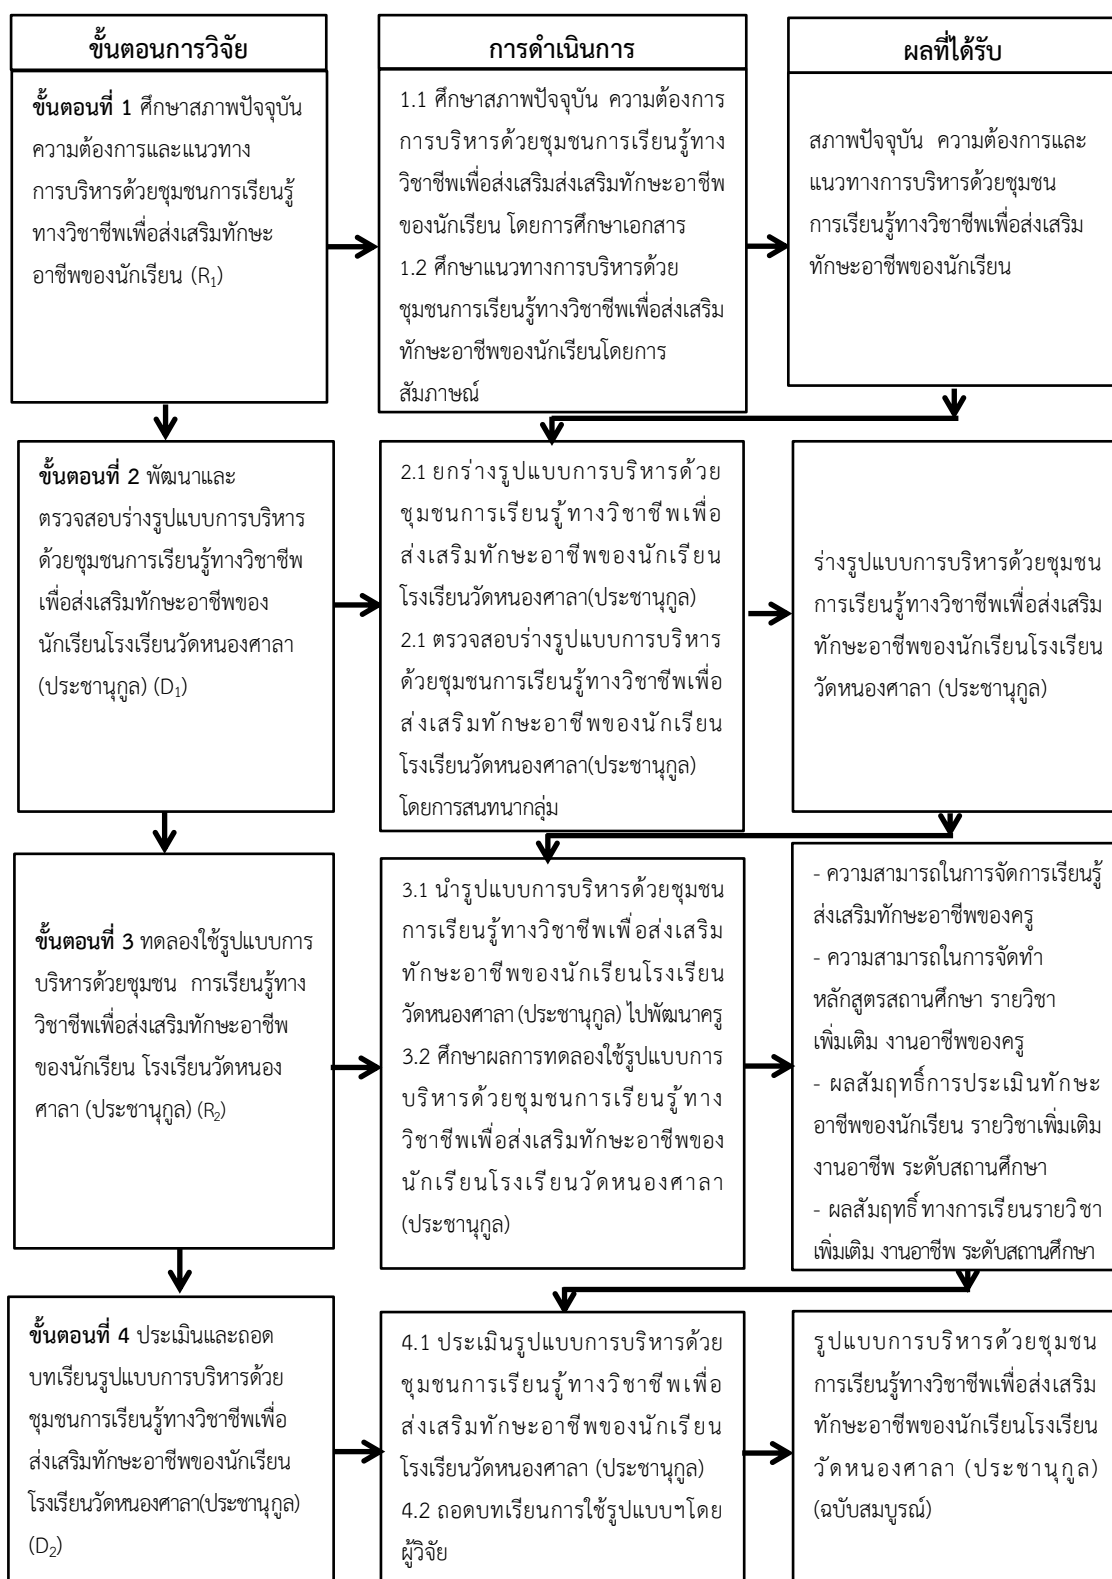 ขั้นตอนการวิจัย
การดำเนินการ
ผลที่ได้รับ
ขั้นตอนที่ 1 ศึกษาสภาพปัจจุบัน
ความต้องการและแนวทาง
การบริหารด้วยชุมชนการเรียนรู้
ทางวิชาชีพเพื่อส่งเสริมทักษะ
อาชีพของนักเรียน (R₁)
1.1 ศึกษาสภาพปัจจุบัน ความต้องการ
การบริหารด้วยชุมชนการเรียนรู้ทาง
วิชาชีพเพื่อส่งเสริมส่งเสริมทักษะอาชีพ
ของนักเรียน โดยการศึกษาเอกสาร
1.2 ศึกษาแนวทางการบริหารด้วย
ชุมชนการเรียนรู้ทางวิชาชีพเพื่อส่งเสริม
ทักษะอาชีพของนักเรียนโดยการ
สัมภาษณ์
สภาพปัจจุบัน ความต้องการและ
แนวทางการบริหารด้วยชุมชน
การเรียนรู้ทางวิชาชีพเพื่อส่งเสริม
ทักษะอาชีพของนักเรียน
ขั้นตอนที่ 2 พัฒนาและ
ตรวจสอบร่างรูปแบบการบริหาร
ด้วยชุมชนการเรียนรู้ทางวิชาชีพ
เพื่อส่งเสริมทักษะอาชีพของ
นักเรียนโรงเรียนวัดหนองศาลา
(ประชานุกูล) (D₁)
2.1 ยกร่างรูปแบบการบริหารด้วย
ชุมชนการเรียนรู้ทางวิชาชีพเพื่อ
ส่งเสริมทักษะอาชีพของนักเรียน
โรงเรียนวัดหนองศาลา(ประชานุกูล)
2.1 ตรวจสอบร่างรูปแบบการบริหาร
ด้วยชุมชนการเรียนรู้ทางวิชาชีพเพื่อ
ส่งเสริมทักษะอาชีพของนักเรียน
โรงเรียนวัดหนองศาลา(ประชานุกูล)
โดยการสนทนากลุ่ม
ร่างรูปแบบการบริหารด้วยชุมชน
การเรียนรู้ทางวิชาชีพเพื่อส่งเสริม
ทักษะอาชีพของนักเรียนโรงเรียน
วัดหนองศาลา (ประชานุกูล)
ขั้นตอนที่ 3 ทดลองใช้รูปแบบการ
บริหารด้วยชุมชน การเรียนรู้ทาง
วิชาชีพเพื่อส่งเสริมทักษะอาชีพ
ของนักเรียน โรงเรียนวัดหนอง
ศาลา (ประชานุกูล) (R₂)
3.1 นำรูปแบบการบริหารด้วยชุมชน
การเรียนรู้ทางวิชาชีพเพื่อส่งเสริม
ทักษะอาชีพของนักเรียนโรงเรียน
วัดหนองศาลา (ประชานุกูล) ไปพัฒนาครู
3.2 ศึกษาผลการทดลองใช้รูปแบบการ
บริหารด้วยชุมชนการเรียนรู้ทาง
วิชาชีพเพื่อส่งเสริมทักษะอาชีพของ
นักเรียนโรงเรียนวัดหนองศาลา
(ประชานุกูล)
- ความสามารถในการจัดการเรียนรู้
ส่งเสริมทักษะอาชีพของครู
- ความสามารถในการจัดทำ
หลักสูตรสถานศึกษา รายวิชา
เพิ่มเติม งานอาชีพของครู
- ผลสัมฤทธิ์การประเมินทักษะ
อาชีพของนักเรียน รายวิชาเพิ่มเติม
งานอาชีพ ระดับสถานศึกษา
- ผลสัมฤทธิ์ทางการเรียนรายวิชา
เพิ่มเติม งานอาชีพ ระดับสถานศึกษา
ขั้นตอนที่ 4 ประเมินและถอด
บทเรียนรูปแบบการบริหารด้วย
ชุมชนการเรียนรู้ทางวิชาชีพเพื่อ
ส่งเสริมทักษะอาชีพของนักเรียน
โรงเรียนวัดหนองศาลา(ประชานุกูล)
(D₂)
4.1 ประเมินรูปแบบการบริหารด้วย
ชุมชนการเรียนรู้ทางวิชาชีพเพื่อ
ส่งเสริมทักษะอาชีพของนักเรียน
โรงเรียนวัดหนองศาลา (ประชานุกูล)
4.2 ถอดบทเรียนการใช้รูปแบบฯโดย
ผู้วิจัย
รูปแบบการบริหารด้วยชุมชน
การเรียนรู้ทางวิชาชีพเพื่อส่งเสริม
ทักษะอาชีพของนักเรียนโรงเรียน
วัดหนองศาลา (ประชานุกูล)
(ฉบับสมบูรณ์)